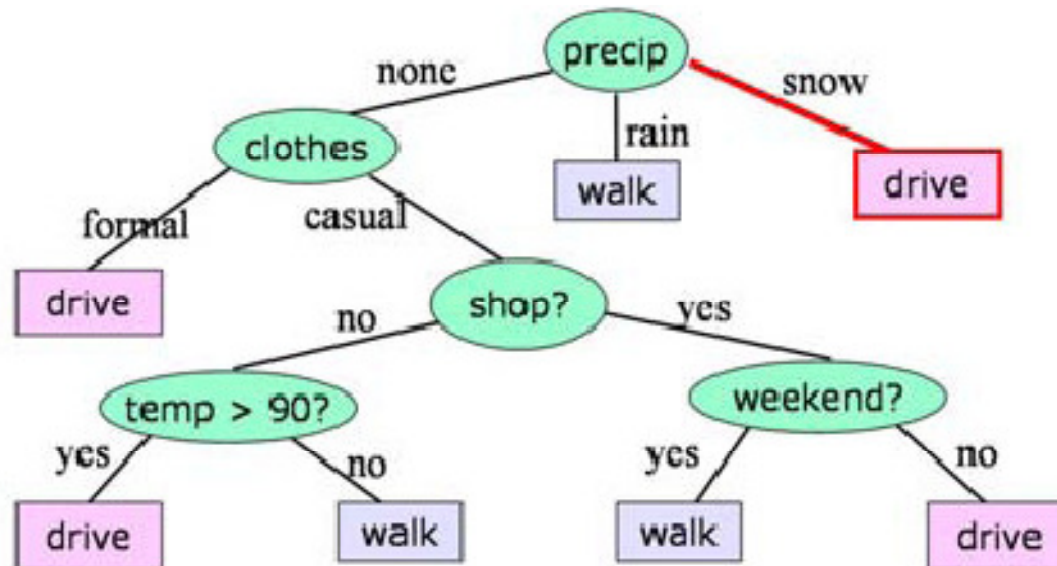 precip
none
snow
clothes
rain
walk
drive
formal
casual
drive
shop?
no
yes
temp > 90?
weekend?
yes
no
yes
no
drive
walk
walk
drive